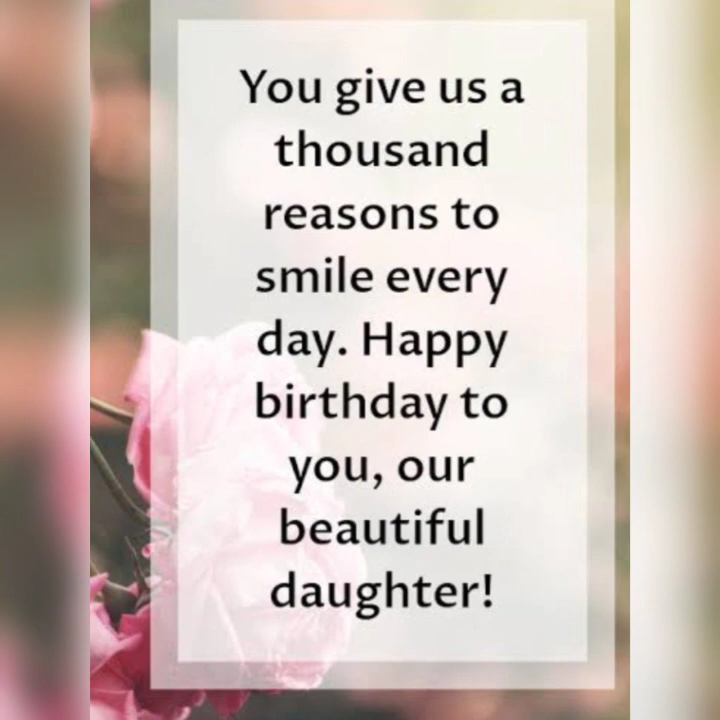 You give us a
thousand
reasons to
smile every
day. Happy
birthday to
you, our
beautiful
daughter!